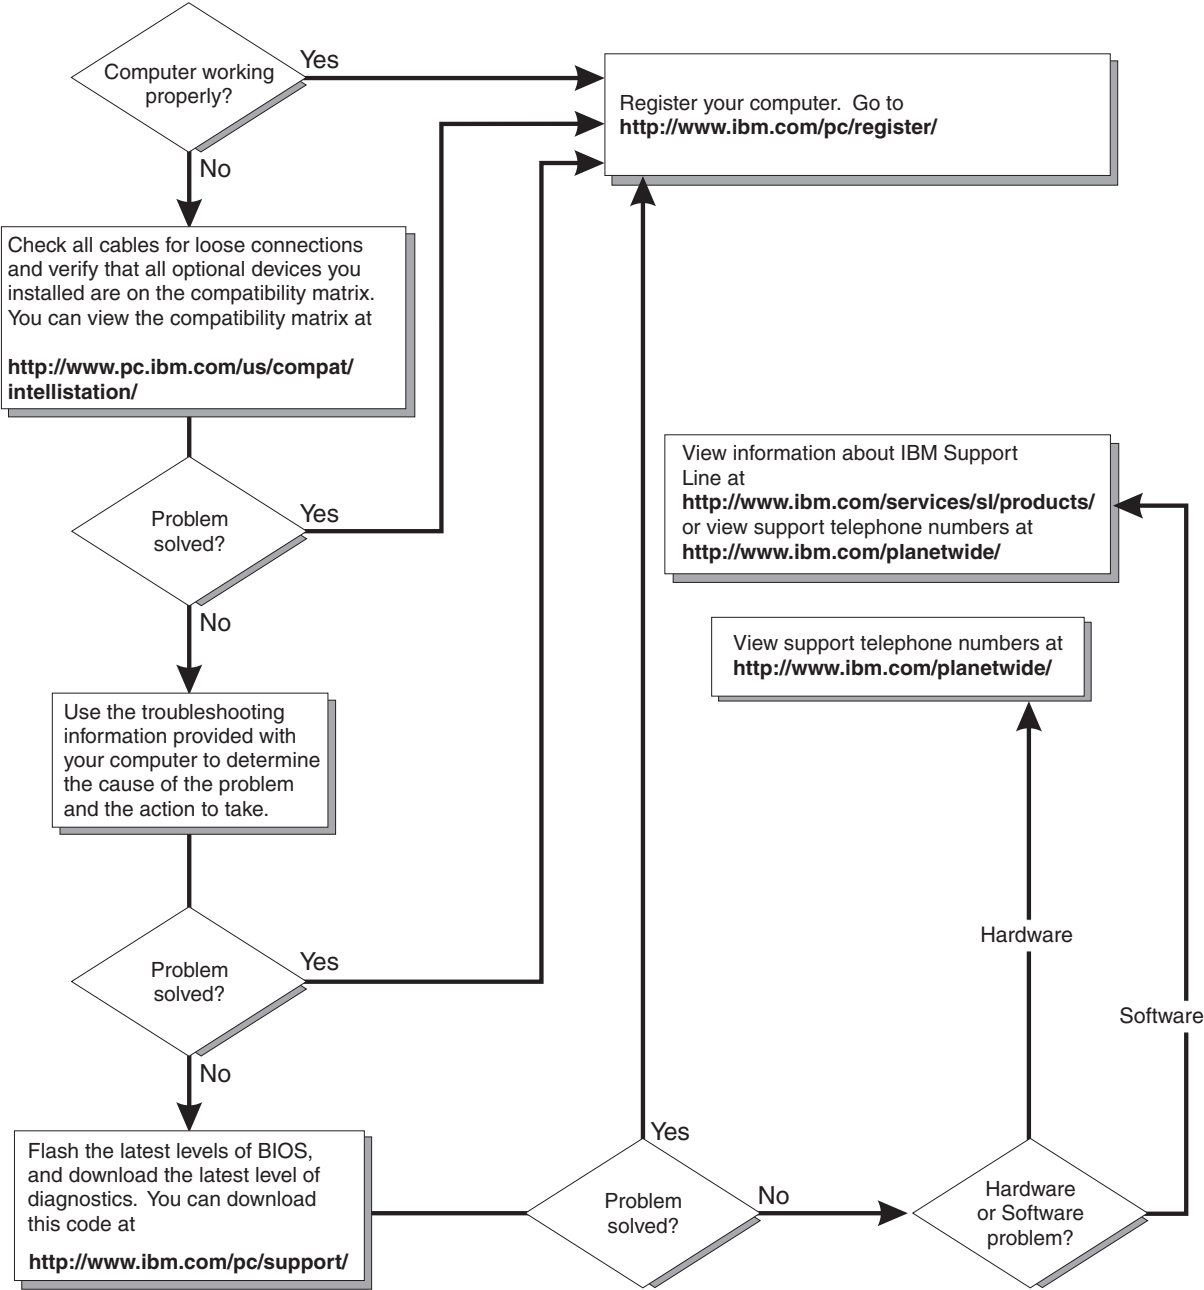 Computer working
properly?
Yes
No
Register your computer. Go to
http://www.ibm.com/pc/register/
Check all cables for loose connections
and verify that all optional devices you
installed are on the compatibility matrix.
You can view the compatibility matrix at
http://www.pc.ibm.com/us/compat/
intellistation/
Problem
solved?
Yes
No
View information about IBM Support
Line at
http://www.ibm.com/services/sl/products/
or view support telephone numbers at
http://www.ibm.com/planetwide/
View support telephone numbers at
http://www.ibm.com/planetwide/
Use the troubleshooting
information provided with
your computer to determine
the cause of the problem
and the action to take.
Problem
solved?
Yes
No
Hardware
Software
Flash the latest levels of BIOS,
and download the latest level of
diagnostics. You can download
this code at
http://www.ibm.com/pc/support/
Problem
solved?
Yes
No
Hardware
or Software
problem?